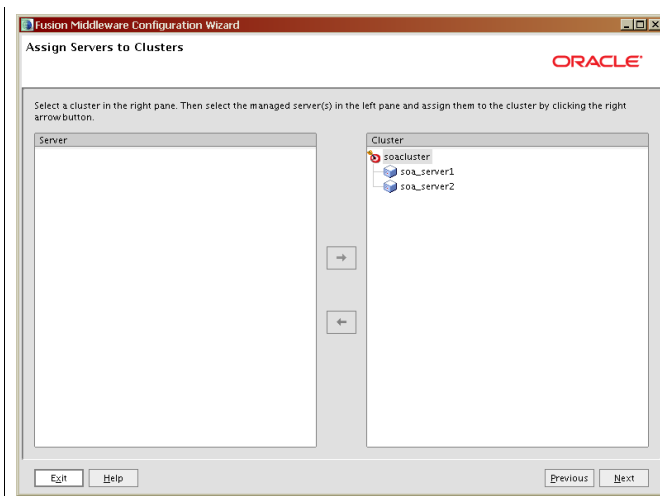 Fusion Middleware Configuration Wizard
Assign Servers to Clusters
ORACLE
Select a cluster in the right pane. Then select the managed server(s) in the left pane and assign them to the cluster by clicking the right
arrow button.
Server
Cluster
soacluster
soa_server1
soa_server2
Exit
Help
Previous
Next